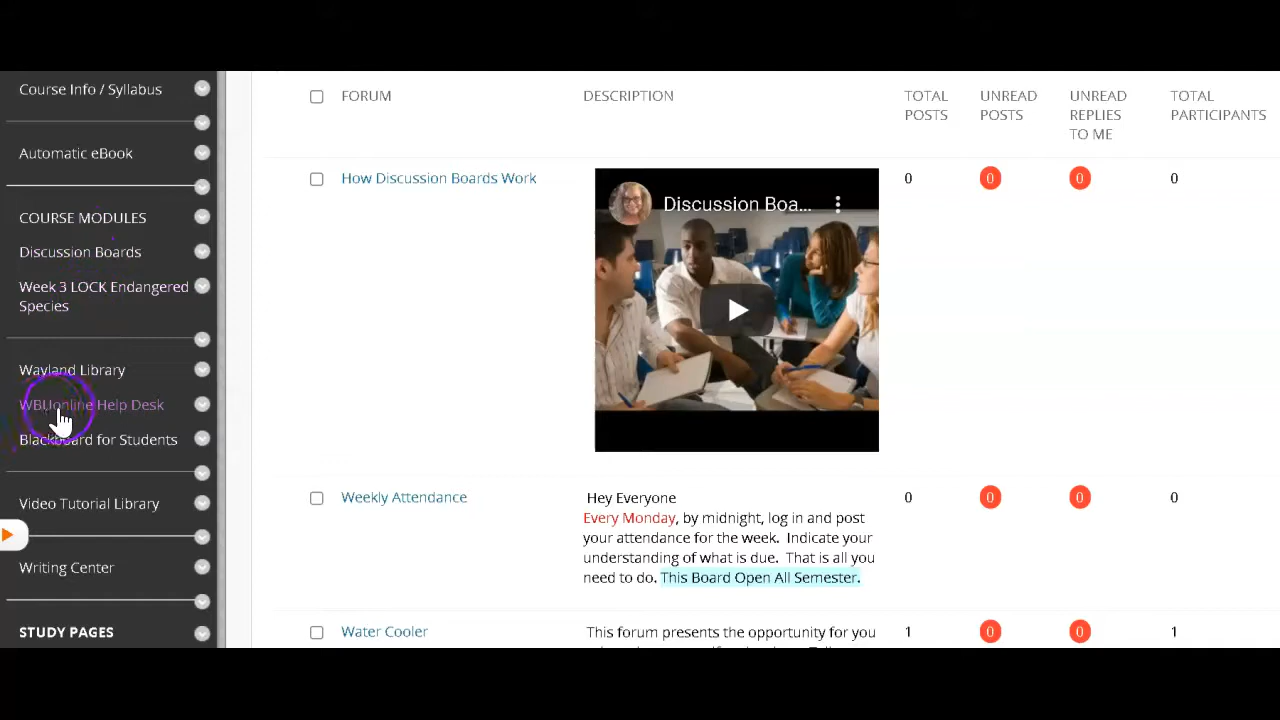 Course Info / Syllabus
Automatic eBook
COURSE MODULES
Discussion Boards
Week 3 LOCK Endangered
Species
Wayland Library
WBUonline Help Desk
Blackboard for Students
Video Tutorial Library
Writing Center
STUDY PAGES
FORUM
DESCRIPTION
TOTAL
POSTS
UNREAD
POSTS
UNREAD
REPLIES
TO ME
TOTAL
PARTICIPANTS
How Discussion Boards Work
Discussion Boa...
0
0
0
0
Weekly Attendance
Hey Everyone
Every Monday, by midnight, log in and post
your attendance for the week. Indicate your
understanding of what is due. That is all you
need to do. This Board Open All Semester.
0
0
0
0
Water Cooler
This forum presents the opportunity for you
1
0
0
1